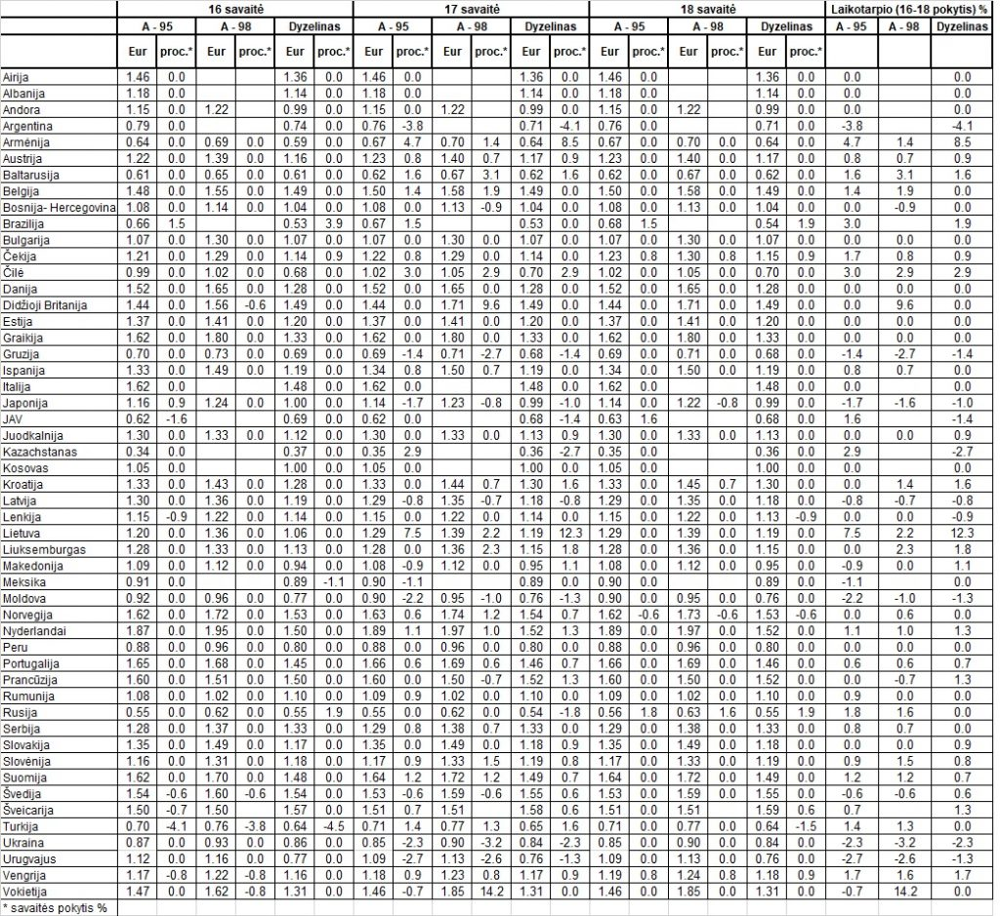 16 savaitė 17 savaitė 18 savaitė Laikotarpio (16-18 pokytis) %
A - 95 A - 98 Dyzelinas A - 95 A - 98 Dyzelinas A - 95 A - 98 Dyzelinas A - 95 A - 98 Dyzelinas
Eur proc.* Eur proc.* Eur proc.* Eur proc.* Eur proc.* Eur proc.* Eur proc.* Eur proc.* Eur proc.*
Airija 1.46 0.0 1.36 0.0 1.46 0.0 1.36 0.0 1.46 0.0 1.36 0.0 0.0 0.0
Albanija 1.18 0.0 1.14 0.0 1.18 0.0 1.14 0.0 1.18 0.0 1.14 0.0 0.0 0.0
Andora 1.15 0.0 1.22 0.99 0.0 1.15 0.0 1.22 0.99 0.0 1.15 0.0 1.22 0.99 0.0 0.0 0.0
Argentina 0.79 0.0 0.74 0.0 0.76 -3.8 0.71 -4.1 0.76 0.0 0.71 0.0 -3.8 -4.1
Armėnija 0.64 0.0 0.69 0.0 0.59 0.0 0.67 4.7 0.70 1.4 0.64 8.5 0.67 0.0 0.70 0.0 0.64 0.0 4.7 1.4 8.5
Austrija 1.22 0.0 1.39 0.0 1.16 0.0 1.23 0.8 1.40 0.7 1.17 0.9 1.23 0.0 1.40 0.0 1.17 0.0 0.8 0.7 0.9
Baltarusija 0.61 0.0 0.65 0.0 0.61 0.0 0.62 1.6 0.67 3.1 0.62 1.6 0.62 0.0 0.67 0.0 0.62 0.0 1.6 3.1 1.6
Belgija 1.48 0.0 1.55 0.0 1.49 0.0 1.50 1.4 1.58 1.9 1.49 0.0 1.50 0.0 1.58 0.0 1.49 0.0 1.4 1.9 0.0
Bosnija- Hercegovina 1.08 0.0 1.14 0.0 1.04 0.0 1.08 0.0 1.13 -0.9 1.04 0.0 1.08 0.0 1.13 0.0 1.04 0.0 0.0 -0.9 0.0
Brazilija 0.66 1.5 0.53 3.9 0.67 1.5 0.53 0.0 0.68 1.5 0.54 1.9 3.0 1.9
Bulgarija 1.07 0.0 1.30 0.0 1.07 0.0 1.07 0.0 1.30 0.0 1.07 0.0 1.07 0.0 1.30 0.0 1.07 0.0 0.0 0.0 0.0
Čekija 1.21 0.0 1.29 0.0 1.14 0.9 1.22 0.8 1.29 0.0 1.14 0.0 1.23 0.8 1.30 0.8 1.15 0.9 1.7 0.8 0.9
Čilė 0.99 0.0 1.02 0.0 0.68 0.0 1.02 3.0 1.05 2.9 0.70 2.9 1.02 0.0 1.05 0.0 0.70 0.0 3.0 2.9 2.9
Danija 1.52 0.0 1.65 0.0 1.28 0.0 1.52 0.0 1.65 0.0 1.28 0.0 1.52 0.0 1.65 0.0 1.28 0.0 0.0 0.0 0.0
Didžioji Britanija 1.44 0.0 1.56 -0.6 1.49 0.0 1.44 0.0 1.71 9.6 1.49 0.0 1.44 0.0 1.71 0.0 1.49 0.0 0.0 9.6 0.0
Estija 1.37 0.0 1.41 0.0 1.20 0.0 1.37 0.0 1.41 0.0 1.20 0.0 1.37 0.0 1.41 0.0 1.20 0.0 0.0 0.0 0.0
Graikija 1.62 0.0 1.80 0.0 1.33 0.0 1.62 0.0 1.80 0.0 1.33 0.0 1.62 0.0 1.80 0.0 1.33 0.0 0.0 0.0 0.0
Gruzija 0.70 0.0 0.73 0.0 0.69 0.0 0.69 -1.4 0.71 -2.7 0.68 -1.4 0.69 0.0 0.71 0.0 0.68 0.0 -1.4 -2.7 -1.4
Ispanija 1.33 0.0 1.49 0.0 1.19 0.0 1.34 0.8 1.50 0.7 1.19 0.0 1.34 0.0 1.50 0.0 1.19 0.0 0.8 0.7 0.0
Italija 1.62 0.0 1.48 0.0 1.62 0.0 1.48 0.0 1.62 0.0 1.48 0.0 0.0 0.0
Japonija 1.16 0.9 1.24 0.0 1.00 0.0 1.14 -1.7 1.23 -0.8 0.99 -1.0 1.14 0.0 1.22 -0.8 0.99 0.0 -1.7 -1.6 -1.0
JAV 0.62 -1.6 0.69 0.0 0.62 0.0 0.68 -1.4 0.63 1.6 0.68 0.0 1.6 -1.4
Juodkalnija 1.30 0.0 1.33 0.0 1.12 0.0 1.30 0.0 1.33 0.0 1.13 0.9 1.30 0.0 1.33 0.0 1.13 0.0 0.0 0.0 0.9
Kazachstanas 0.34 0.0 0.37 0.0 0.35 2.9 0.36 -2.7 0.35 0.0 0.36 0.0 2.9 -2.7
Kosovas 1.05 0.0 1.00 0.0 1.05 0.0 1.00 0.0 1.05 0.0 1.00 0.0 0.0 0.0
Kroatija 1.33 0.0 1.43 0.0 1.28 0.0 1.33 0.0 1.44 0.7 1.30 1.6 1.33 0.0 1.45 0.7 1.30 0.0 0.0 1.4 1.6
Latvija 1.30 0.0 1.36 0.0 1.19 0.0 1.29 -0.8 1.35 -0.7 1.18 -0.8 1.29 0.0 1.35 0.0 1.18 0.0 -0.8 -0.7 -0.8
Lenkija 1.15 -0.9 1.22 0.0 1.14 0.0 1.15 0.0 1.22 0.0 1.14 0.0 1.15 0.0 1.22 0.0 1.13 -0.9 0.0 0.0 -0.9
Lietuva 1.20 0.0 1.36 0.0 1.06 0.0 1.29 7.5 1.39 2.2 1.19 12.3 1.29 0.0 1.39 0.0 1.19 0.0 7.5 2.2 12.3
Liuksemburgas 1.28 0.0 1.33 0.0 1.13 0.0 1.28 0.0 1.36 2.3 1.15 1.8 1.28 0.0 1.36 0.0 1.15 0.0 0.0 2.3 1.8
Makedonija 1.09 0.0 1.12 0.0 0.94 0.0 1.08 -0.9 1.12 0.0 0.95 1.1 1.08 0.0 1.12 0.0 0.95 0.0 -0.9 0.0 1.1
Meksika 0.91 0.0 0.89 -1.1 0.90 -1.1 0.89 0.0 0.90 0.0 0.89 0.0 -1.1 0.0
Moldova 0.92 0.0 0.96 0.0 0.77 0.0 0.90 -2.2 0.95 -1.0 0.76 -1.3 0.90 0.0 0.95 0.0 0.76 0.0 -2.2 -1.0 -1.3
Norvegija 1.62 0.0 1.72 0.0 1.53 0.0 1.63 0.6 1.74 1.2 1.54 0.7 1.62 -0.6 1.73 -0.6 1.53 -0.6 0.0 0.6 0.0
Nyderlandai 1.87 0.0 1.95 0.0 1.50 0.0 1.89 1.1 1.97 1.0 1.52 1.3 1.89 0.0 1.97 0.0 1.52 0.0 1.1 1.0 1.3
Peru 0.88 0.0 0.96 0.0 0.80 0.0 0.88 0.0 0.96 0.0 0.80 0.0 0.88 0.0 0.96 0.0 0.80 0.0 0.0 0.0 0.0
Portugalija 1.65 0.0 1.68 0.0 1.45 0.0 1.66 0.6 1.69 0.6 1.46 0.7 1.66 0.0 1.69 0.0 1.46 0.0 0.6 0.6 0.7
Prancūzija 1.60 0.0 1.51 0.0 1.50 0.0 1.60 0.0 1.50 -0.7 1.52 1.3 1.60 0.0 1.50 0.0 1.52 0.0 0.0 -0.7 1.3
Rumunija 1.08 0.0 1.02 0.0 1.10 0.0 1.09 0.9 1.02 0.0 1.10 0.0 1.09 0.0 1.02 0.0 1.10 0.0 0.9 0.0 0.0
Rusija 0.55 0.0 0.62 0.0 0.55 1.9 0.55 0.0 0.62 0.0 0.54 -1.8 0.56 1.8 0.63 1.6 0.55 1.9 1.8 1.6 0.0
Serbija 1.28 0.0 1.37 0.0 1.33 0.0 1.29 0.8 1.38 0.7 1.33 0.0 1.29 0.0 1.38 0.0 1.33 0.0 0.8 0.7 0.0
Slovakija 1.35 0.0 1.49 0.0 1.17 0.0 1.35 0.0 1.49 0.0 1.18 0.9 1.35 0.0 1.49 0.0 1.18 0.0 0.0 0.0 0.9
Slovėnija 1.16 0.0 1.31 0.0 1.18 0.0 1.17 0.9 1.33 1.5 1.19 0.8 1.17 0.0 1.33 0.0 1.19 0.0 0.9 1.5 0.8
Suomija 1.62 0.0 1.70 0.0 1.48 0.0 1.64 1.2 1.72 1.2 1.49 0.7 1.64 0.0 1.72 0.0 1.49 0.0 1.2 1.2 0.7
Švedija 1.54 -0.6 1.60 -0.6 1.54 0.0 1.53 -0.6 1.59 -0.6 1.55 0.6 1.53 0.0 1.59 0.0 1.55 0.0 -0.6 -0.6 0.6
Šveicarija 1.50 -0.7 1.50 1.57 0.0 1.51 0.7 1.51 1.58 0.6 1.51 0.0 1.51 1.59 0.6 0.7 1.3
Turkija 0.70 -4.1 0.76 -3.8 0.64 -4.5 0.71 1.4 0.77 1.3 0.65 1.6 0.71 0.0 0.77 0.0 0.64 -1.5 1.4 1.3 0.0
Ukraina 0.87 0.0 0.93 0.0 0.86 0.0 0.85 -2.3 0.90 -3.2 0.84 -2.3 0.85 0.0 0.90 0.0 0.84 0.0 -2.3 -3.2 -2.3
Urugvajus 1.12 0.0 1.16 0.0 0.77 0.0 1.09 -2.7 1.13 -2.6 0.76 -1.3 1.09 0.0 1.13 0.0 0.76 0.0 -2.7 -2.6 -1.3
Vengrija 1.17 -0.8 1.22 -0.8 1.16 0.0 1.18 0.9 1.23 0.8 1.17 0.9 1.19 0.8 1.24 0.8 1.18 0.9 1.7 1.6 1.7
Vokietija 1.47 0.0 1.62 -0.8 1.31 0.0 1.46 -0.7 1.85 14.2 1.31 0.0 1.46 0.0 1.85 0.0 1.31 0.0 -0.7 14.2 0.0
* savaitės pokytis %